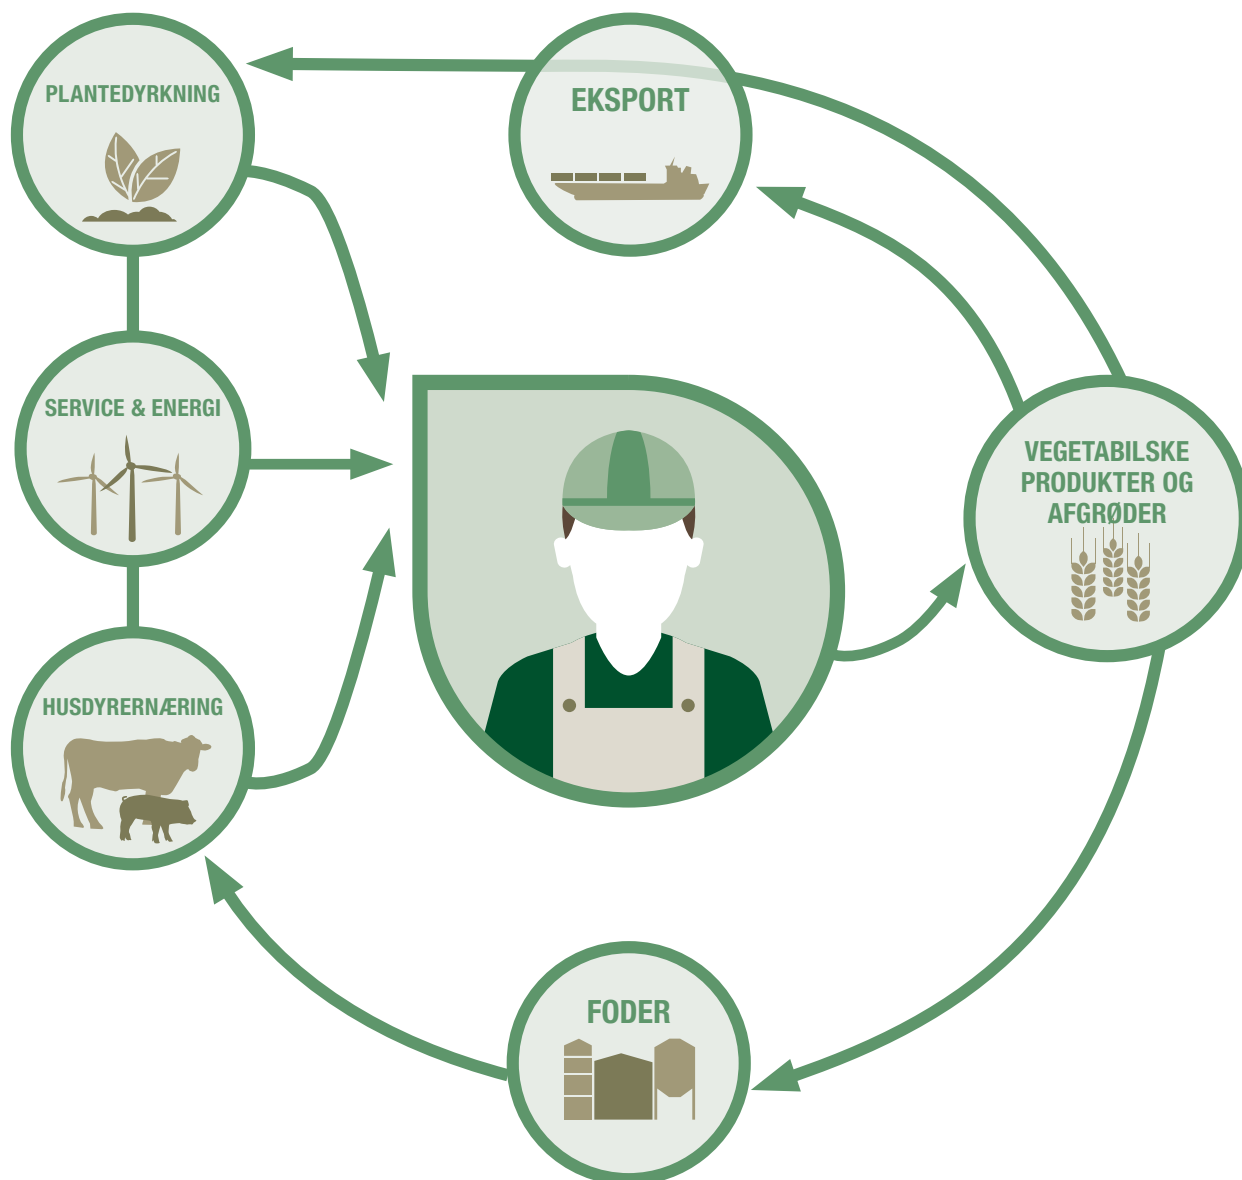 PLANTEDYRKNING
EKSPORT
SERVICE & ENERGI
VEGETABILSKE
PRODUKTER OG
AFGRØDER
HUSDYRERNÆRING
FODER